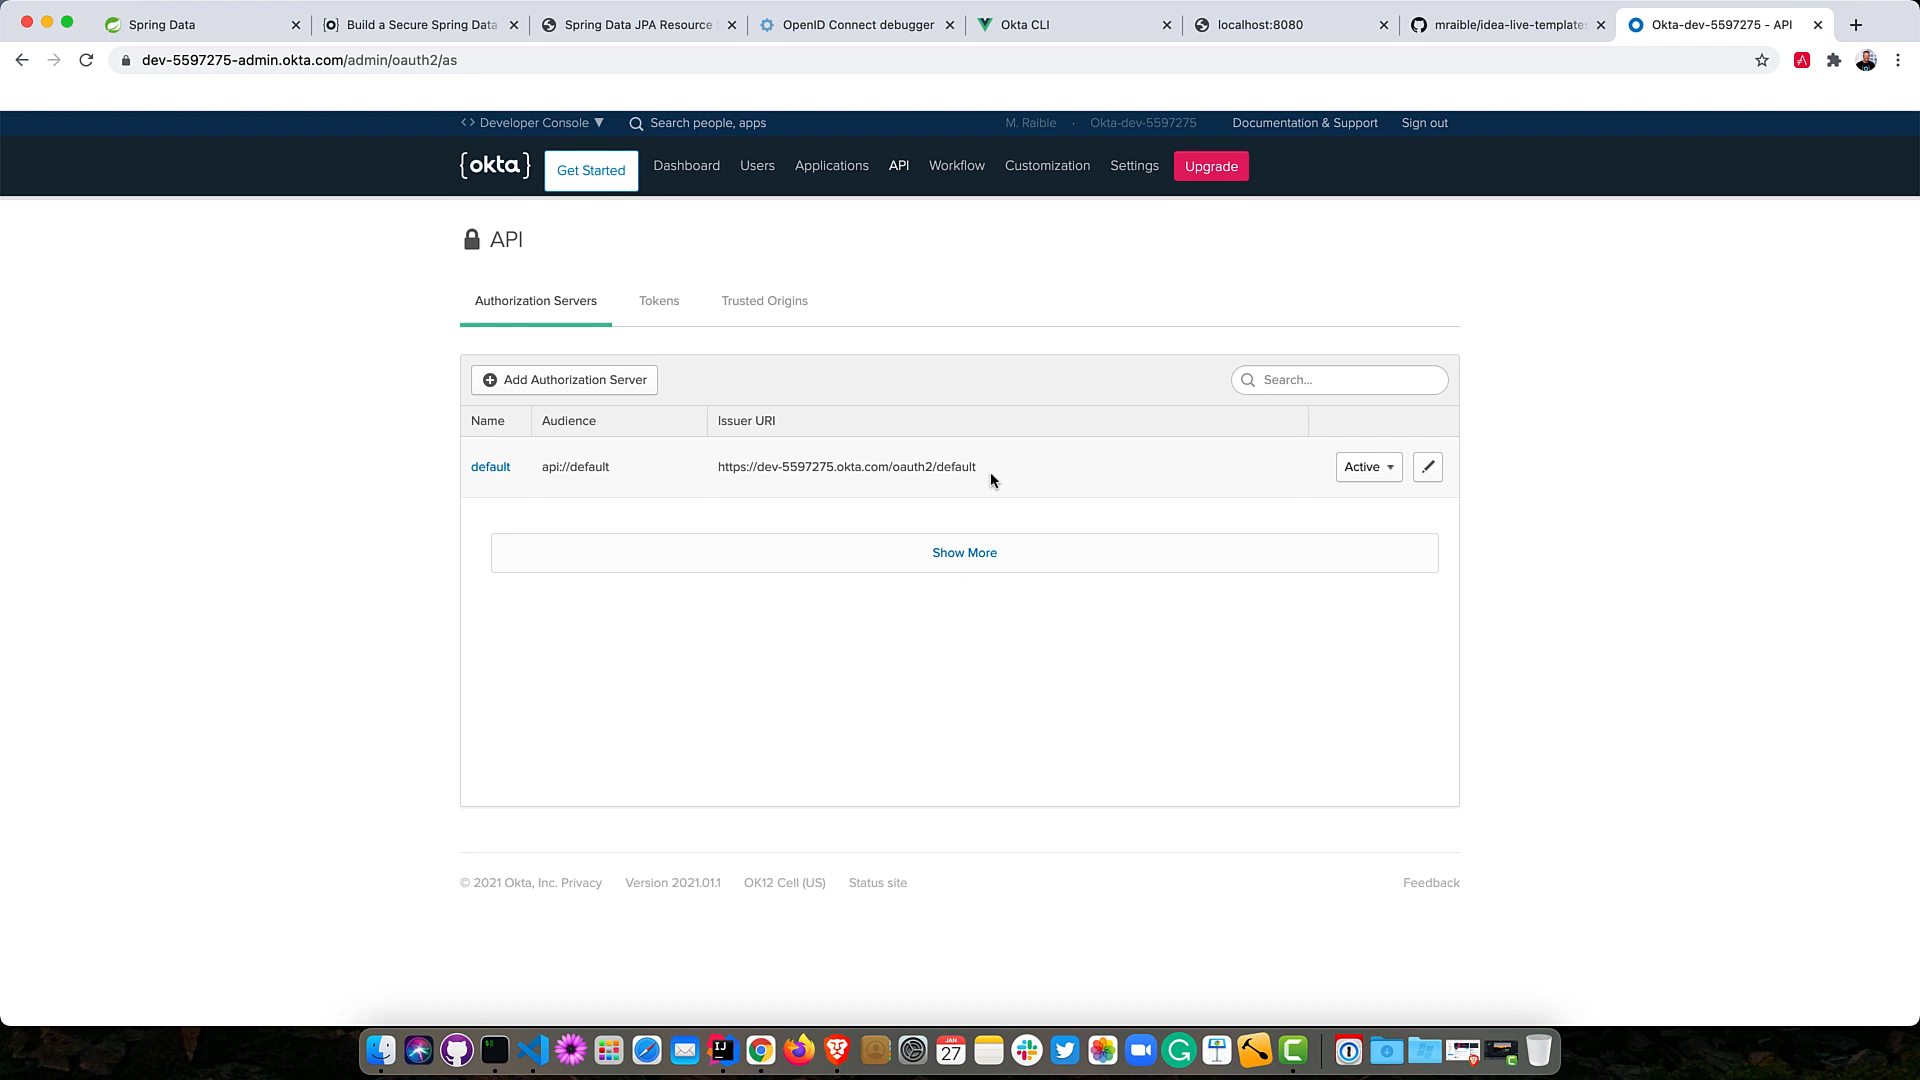 Spring Data
Build a Secure Spring Data
Spring Data JPA Resource
OpenID Connect debugger
Okta CLI
localhost:8080
mraible/idea-live-template
Okta-dev-5597275 - API
dev-5597275-admin.okta.com/admin/oauth2/as
<> Developer Console ▼
Search people, apps
M. Raible · Okta-dev-5597275
Documentation & Support
Sign out
{okta}
Get Started
Dashboard
Users
Applications
API
Workflow
Customization
Settings
Upgrade
API
Authorization Servers
Tokens
Trusted Origins
Add Authorization Server
Search...
Name
Audience
Issuer URI
default
api://default
https://dev-5597275.okta.com/oauth2/default
Active
Show More
© 2021 Okta, Inc. Privacy
Version 2021.01.1
OK12 Cell (US)
Status site
Feedback
IJ
JAN
27